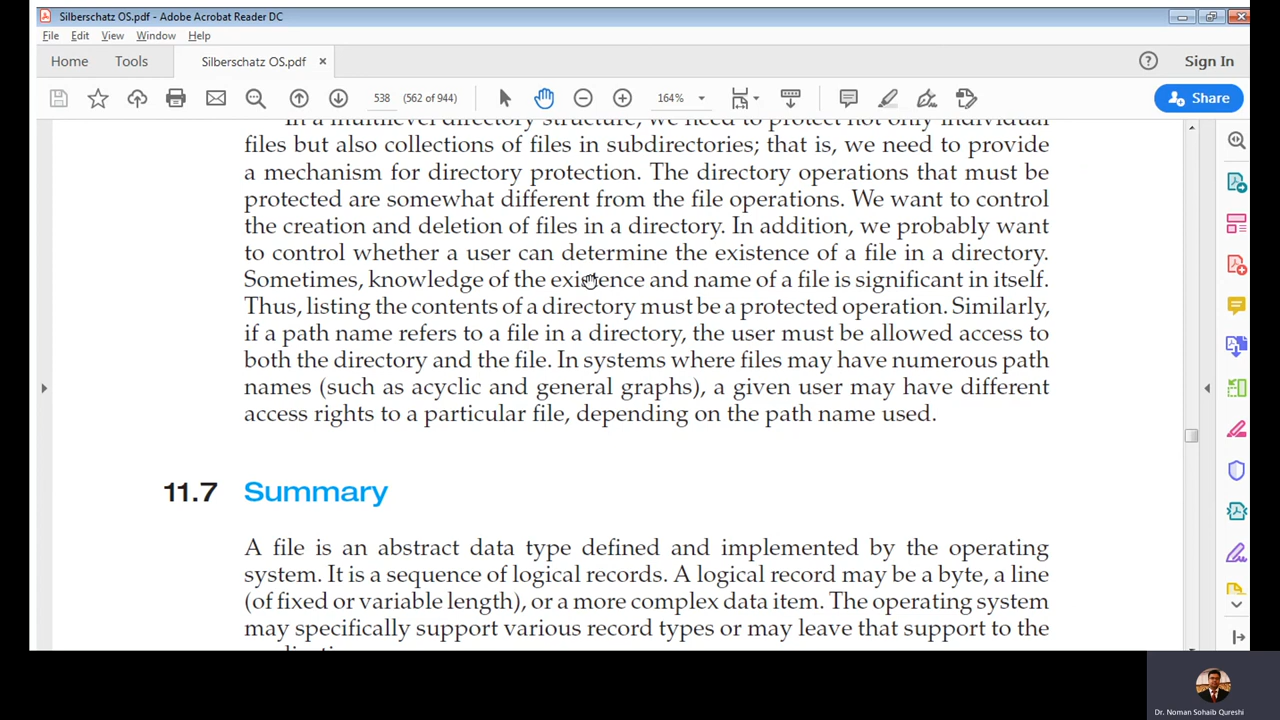 Silberschatz OS.pdf - Adobe Acrobat Reader DC
File Edit View Window Help
Home Tools Silberschatz OS.pdf × Sign In
538 (562 of 944) 164% Share
In a multilevel directory structure, we need to protect not only individual
files but also collections of files in subdirectories; that is, we need to provide
a mechanism for directory protection. The directory operations that must be
protected are somewhat different from the file operations. We want to control
the creation and deletion of files in a directory. In addition, we probably want
to control whether a user can determine the existence of a file in a directory.
Sometimes, knowledge of the existence and name of a file is significant in itself.
Thus, listing the contents of a directory must be a protected operation. Similarly,
if a path name refers to a file in a directory, the user must be allowed access to
both the directory and the file. In systems where files may have numerous path
names (such as acyclic and general graphs), a given user may have different
access rights to a particular file, depending on the path name used.
11.7 Summary
A file is an abstract data type defined and implemented by the operating
system. It is a sequence of logical records. A logical record may be a byte, a line
(of fixed or variable length), or a more complex data item. The operating system
may specifically support various record types or may leave that support to the
Dr. Noman Sohaib Qureshi